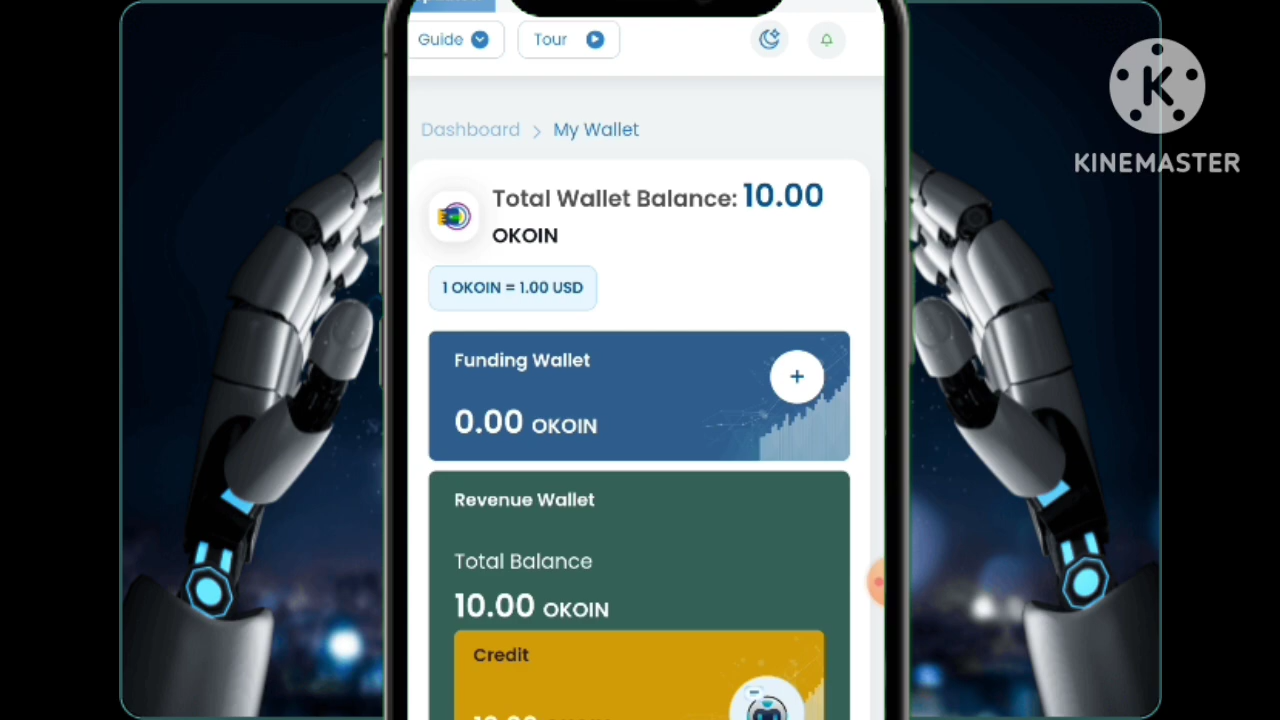 Guide
Tour
Dashboard > My Wallet
Total Wallet Balance: 10.00
OKOIN
1 OKOIN = 1.00 USD
Funding Wallet
+
0.00 OKOIN
Revenue Wallet
Total Balance
10.00 OKOIN
Credit
K
KINEMASTER